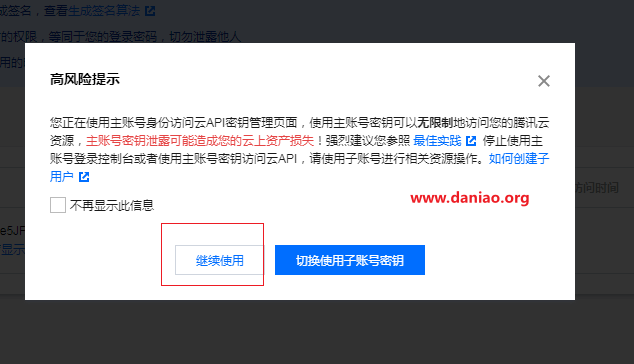 成签名，查看生成签名算法
的权限，等同于您的登录密码，切勿泄露他人
用的
高风险提示
您正在使用主账号身份访问云API密钥管理页面，使用主账号密钥可以无限制地访问您的腾讯云
资源，主账号密钥泄露可能造成您的云上资产损失！强烈建议您参照 最佳实践 停止使用主
账号登录控制台或者使用主账号密钥访问云API，请使用子账号进行相关资源操作。如何创建子
用户
访问时间
不再显示此信息
www.daniao.org
e5JF
显示
继续使用
切换使用子账号密钥